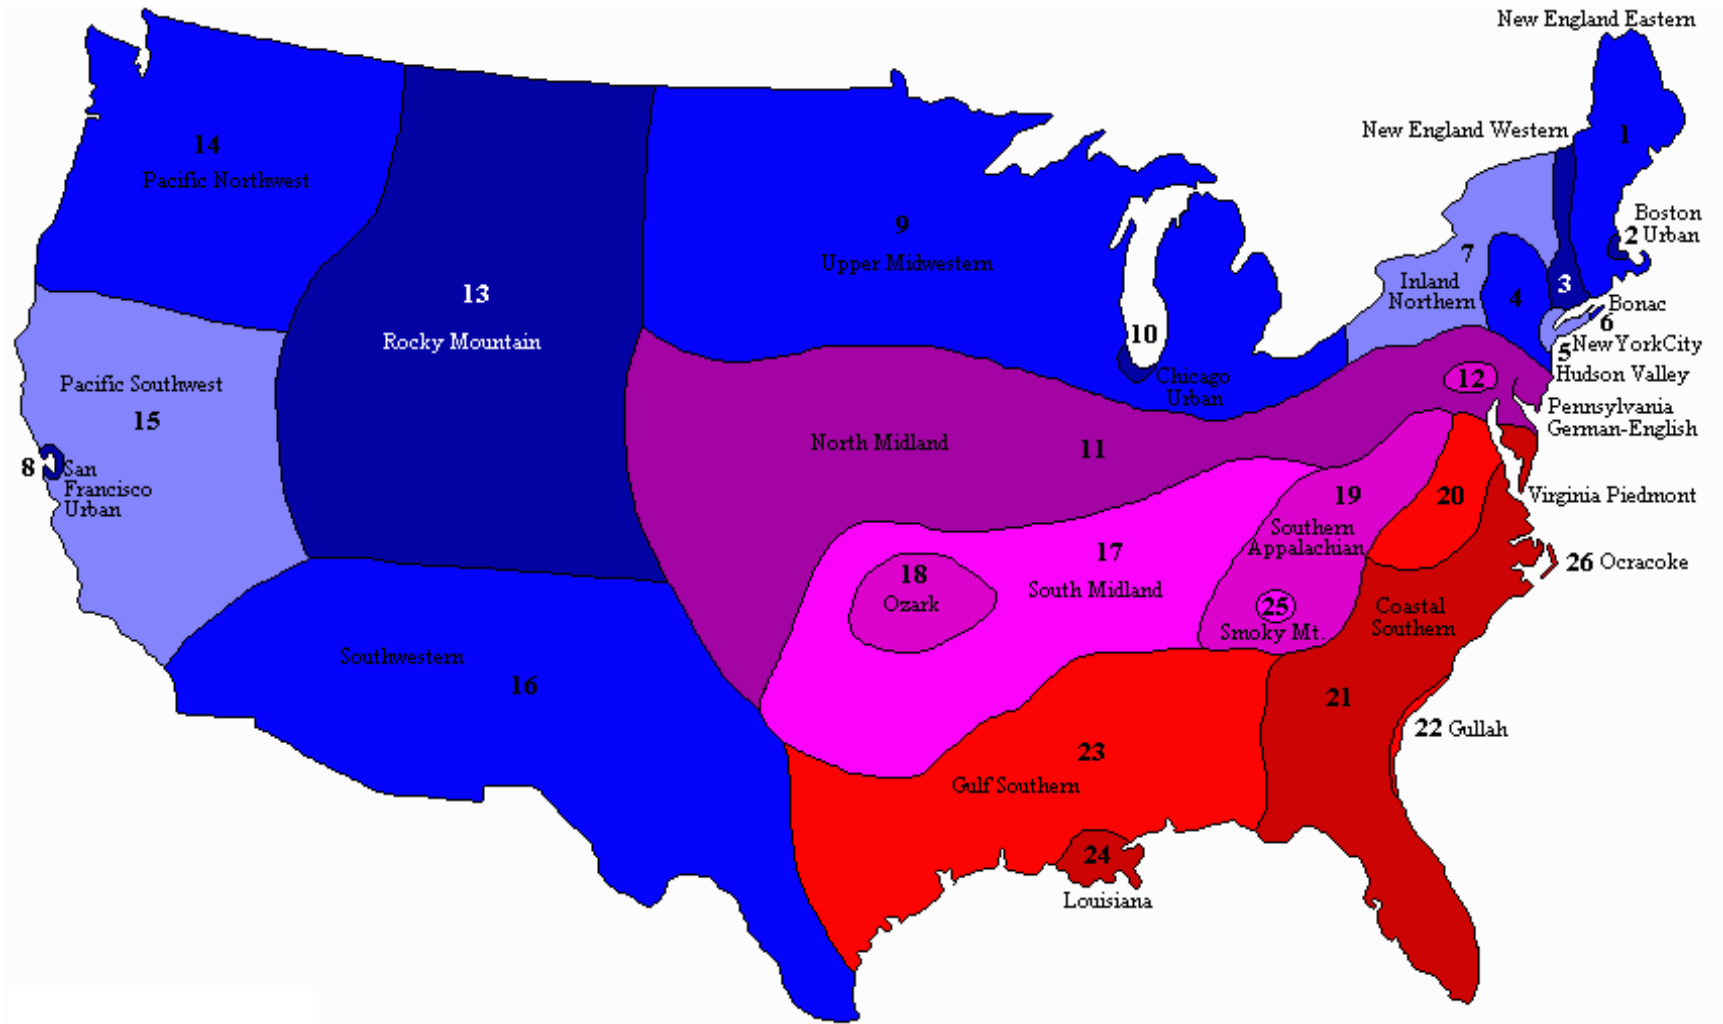 New England Eastern
New England Western
1
14
Pacific Northwest
Boston
2 Urban
9
Upper Midwestern
7
Inland
Northern
3
4
13
Rocky Mountain
Bonac
6
10
5
NewYorkCity
Hudson Valley
Chicago
Urban
12
Pacific Southwest
15
Pennsylvania
German-English
North Midland
11
8
San
Francisco
Urban
19
20
Virginia Piedmont
Southern
Appalachian
17
South Midland
18
Ozark
26 Ocracoke
25
Smoky Mt.
Coastal
Southern
Southwestern
16
21
22 Gullah
23
Gulf Southern
24
Louisiana